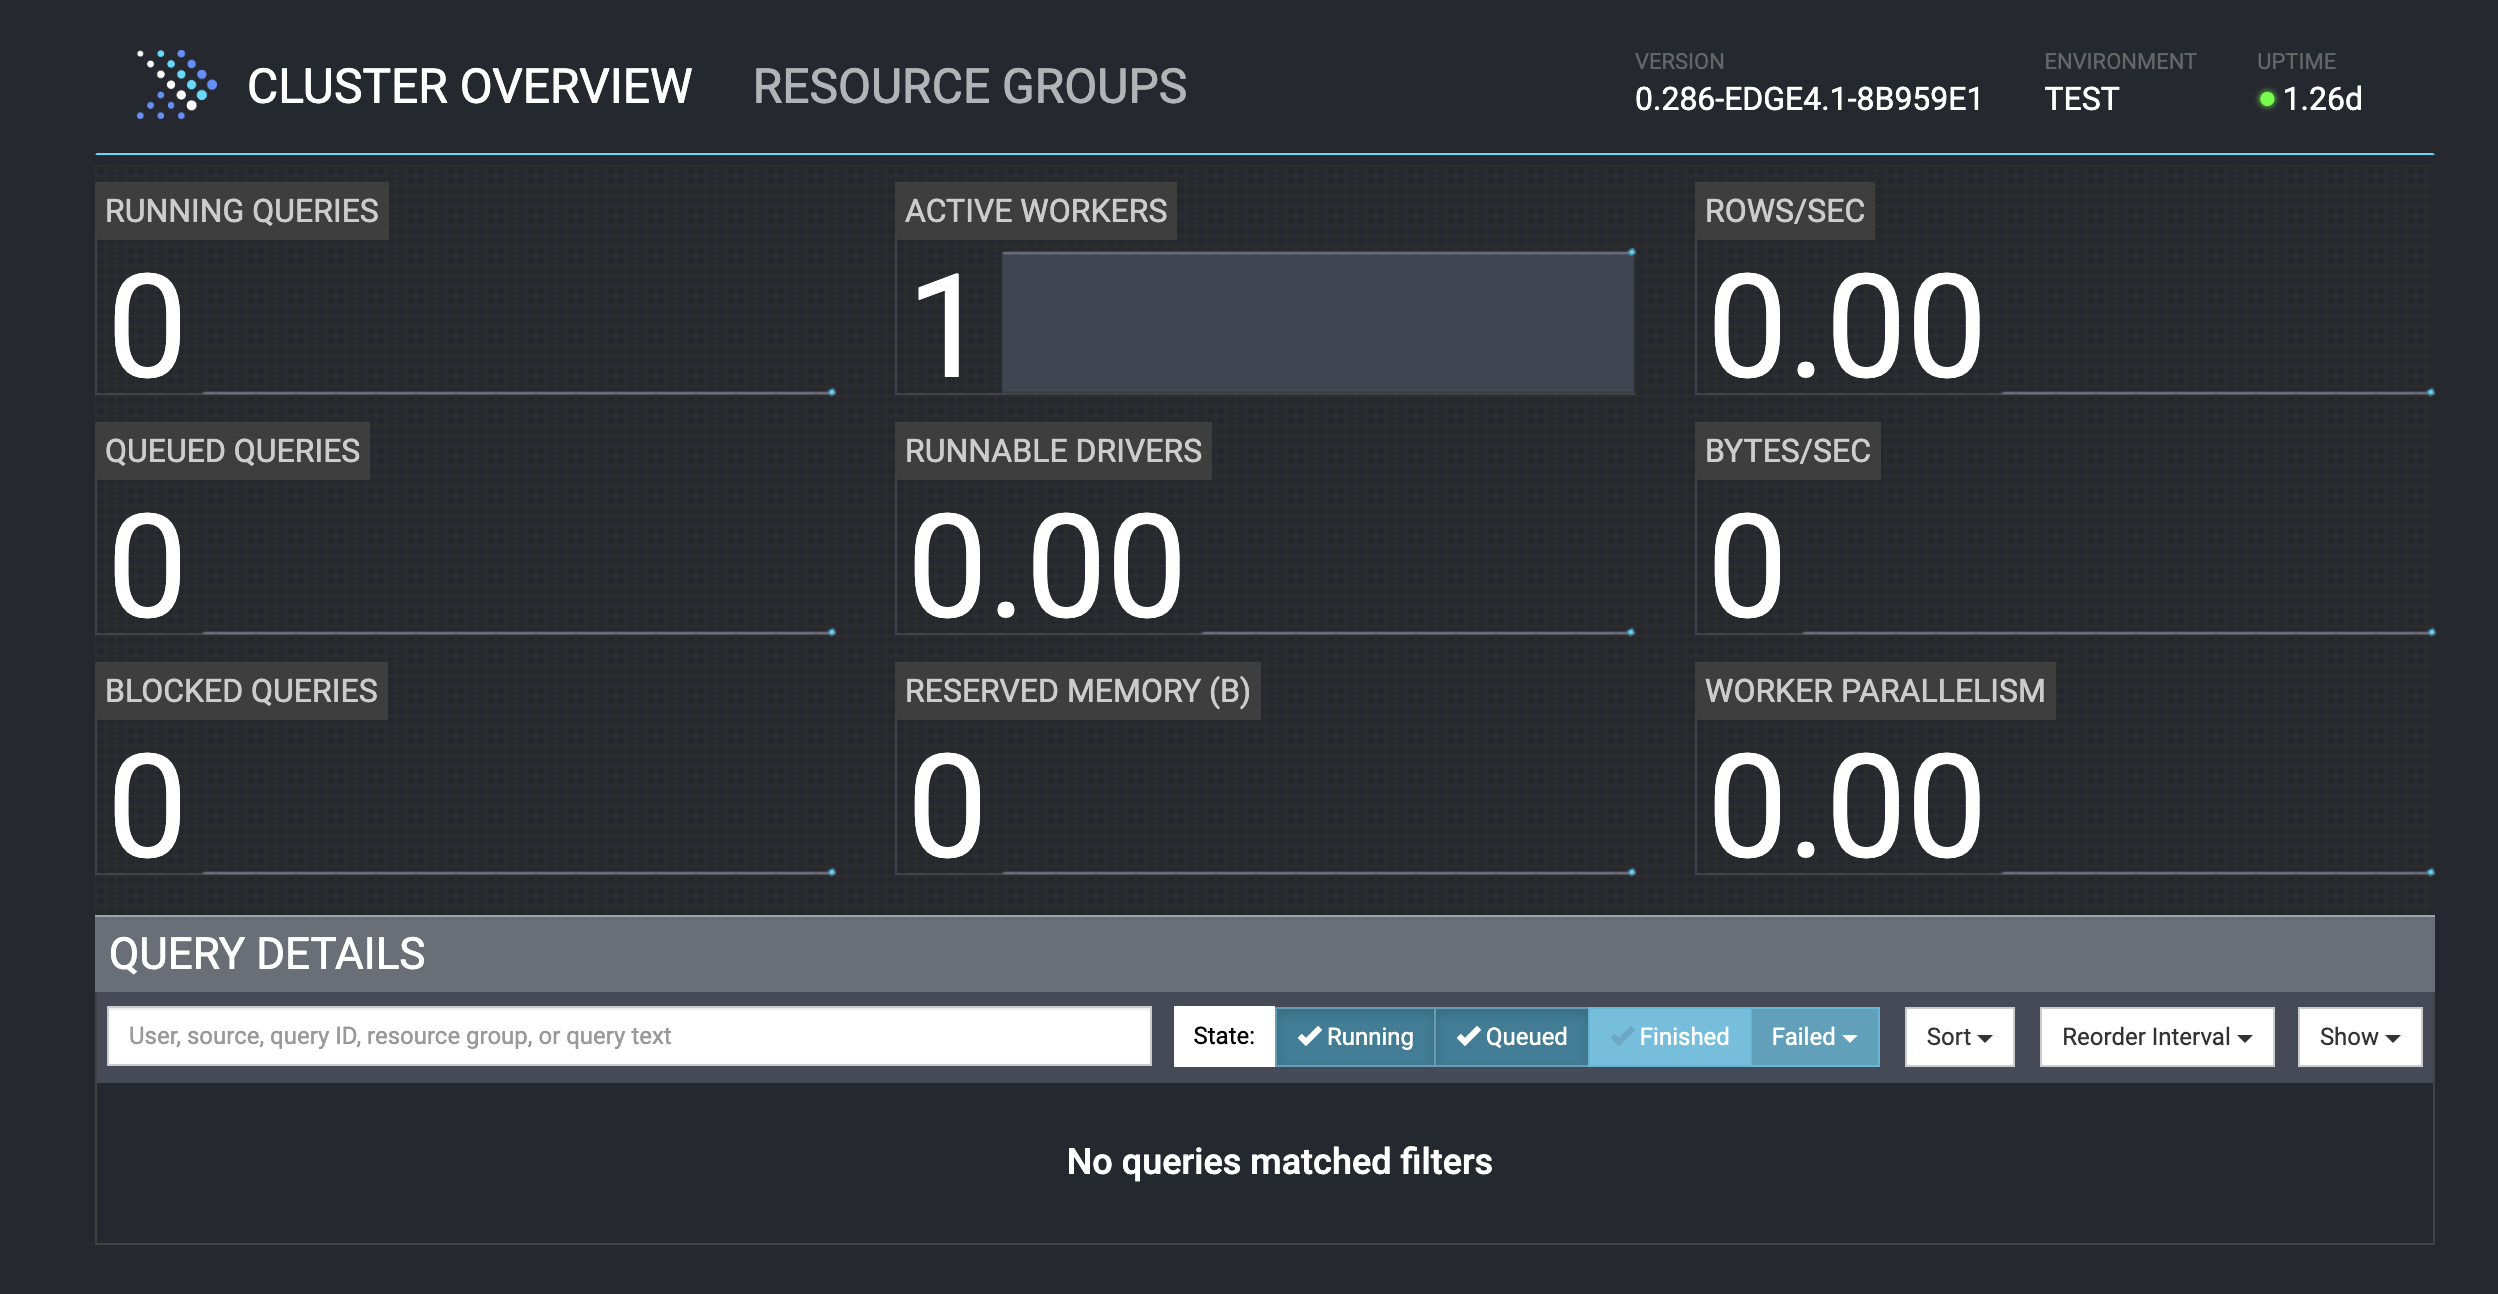 CLUSTER OVERVIEW RESOURCE GROUPS
VERSION ENVIRONMENT UPTIME
0.286-EDGE4.1-8B959E1 TEST 1.26d
RUNNING QUERIES ACTIVE WORKERS ROWS/SEC
0 1 0.00
QUEUED QUERIES RUNNABLE DRIVERS BYTES/SEC
0 0.00 0
BLOCKED QUERIES RESERVED MEMORY (B) WORKER PARALLELISM
0 0 0.00
QUERY DETAILS
User, source, query ID, resource group, or query text State: Running Queued Finished Failed Sort Reorder Interval Show
No queries matched filters